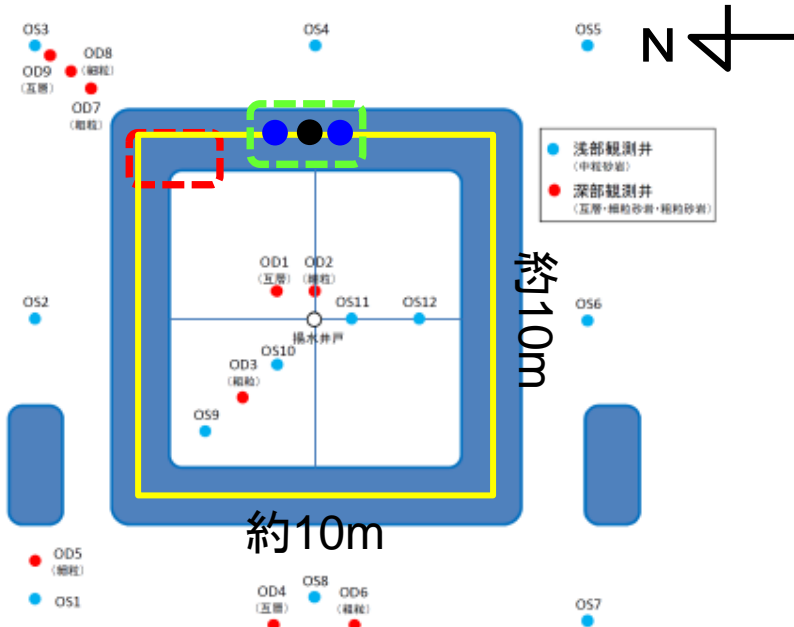 OS3
OS4
OS5
N
OD8
(細粒)
OD9
(互層)
OD7
(粗粒)
浅部観測井
(中粒砂岩)
深部観測井
(互層・細粒砂岩・粗粒砂岩)
OD1
(互層)
OD2
(細粒)
OS2
OS11
OS12
OS6
約10m
揚水井戸
OS10
OD3
(粗粒)
OS9
約10m
OD5
(細粒)
OS1
OD4
(互層)
OS8
OD6
(粗粒)
OS7